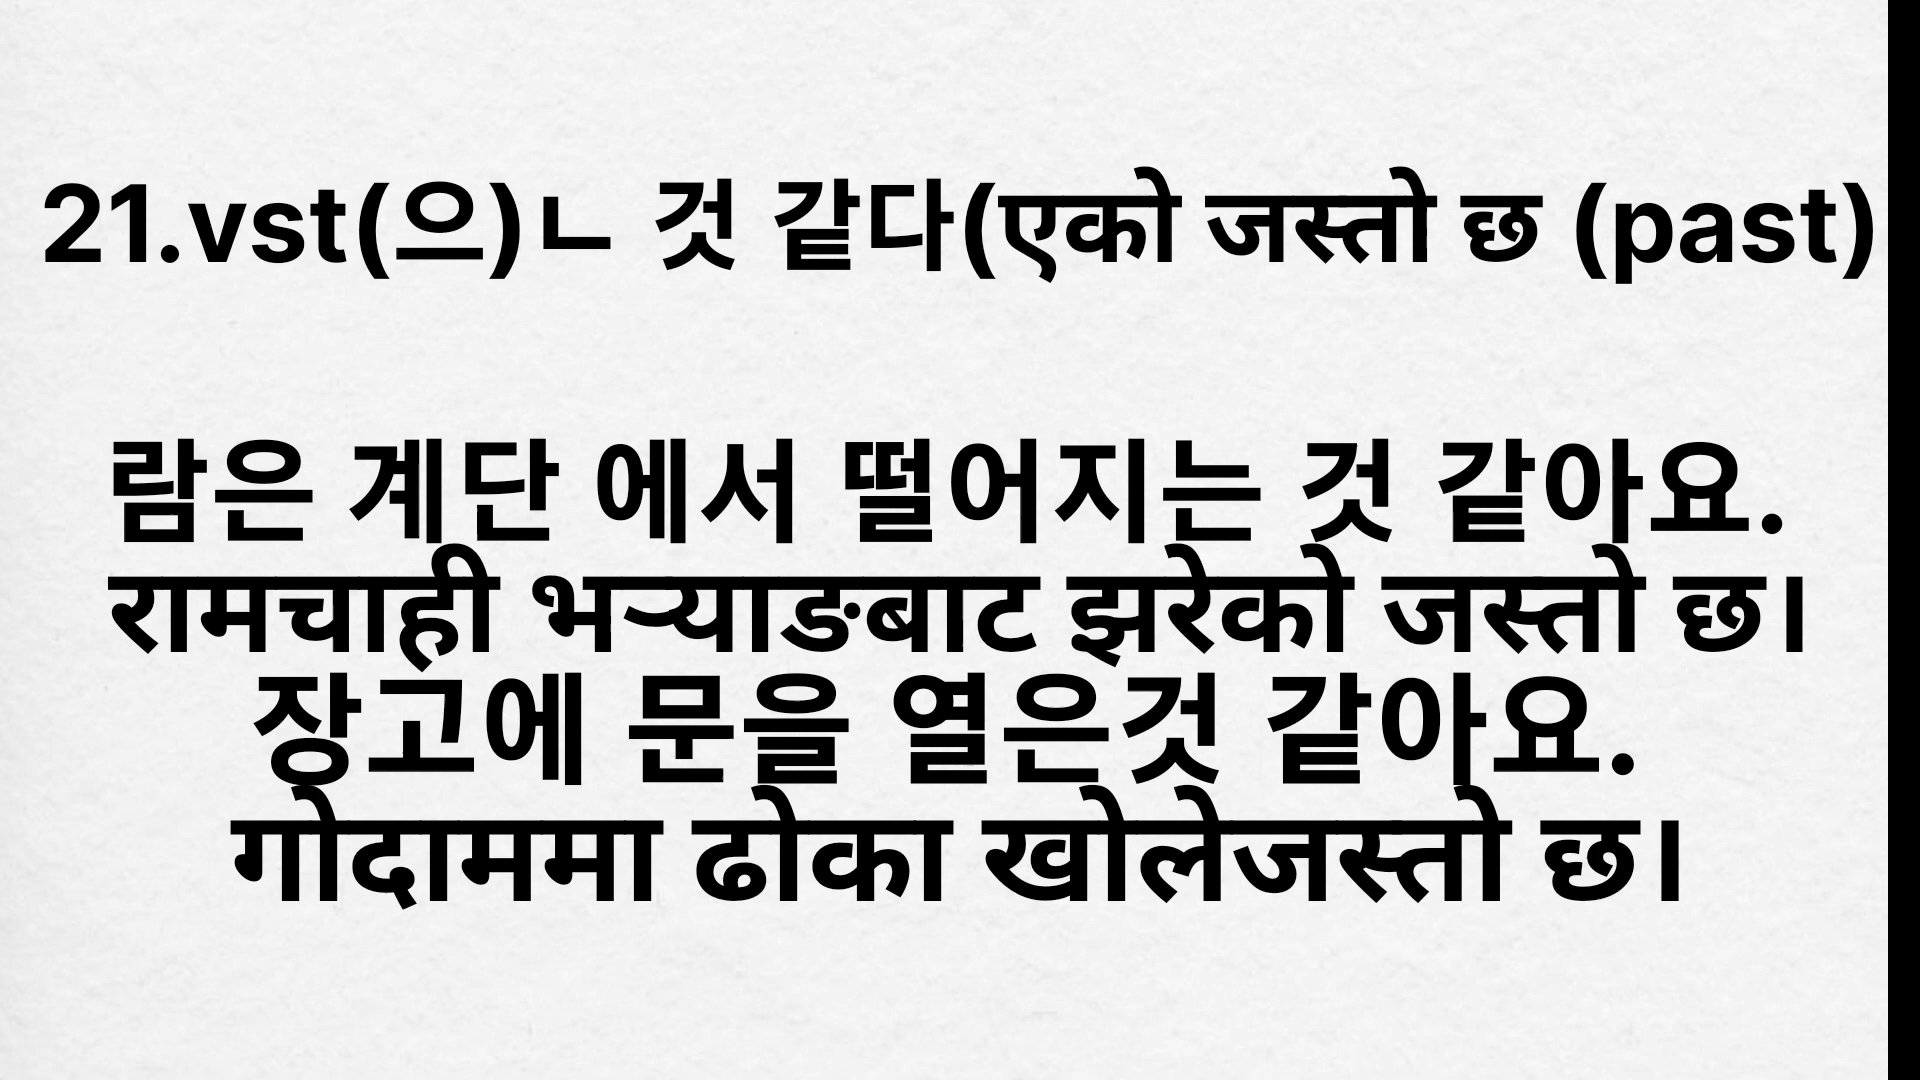 21.vst(으)ㄴ 것 같다(एको जस्तो छ (past)
람은 계단 에서 떨어지는 것 같아요.
रामचाही भर्‍याङबाट झरेको जस्तो छ।
장고에 문을 열은것 같아요.
गोदाममा ढोका खोलेजस्तो छ।